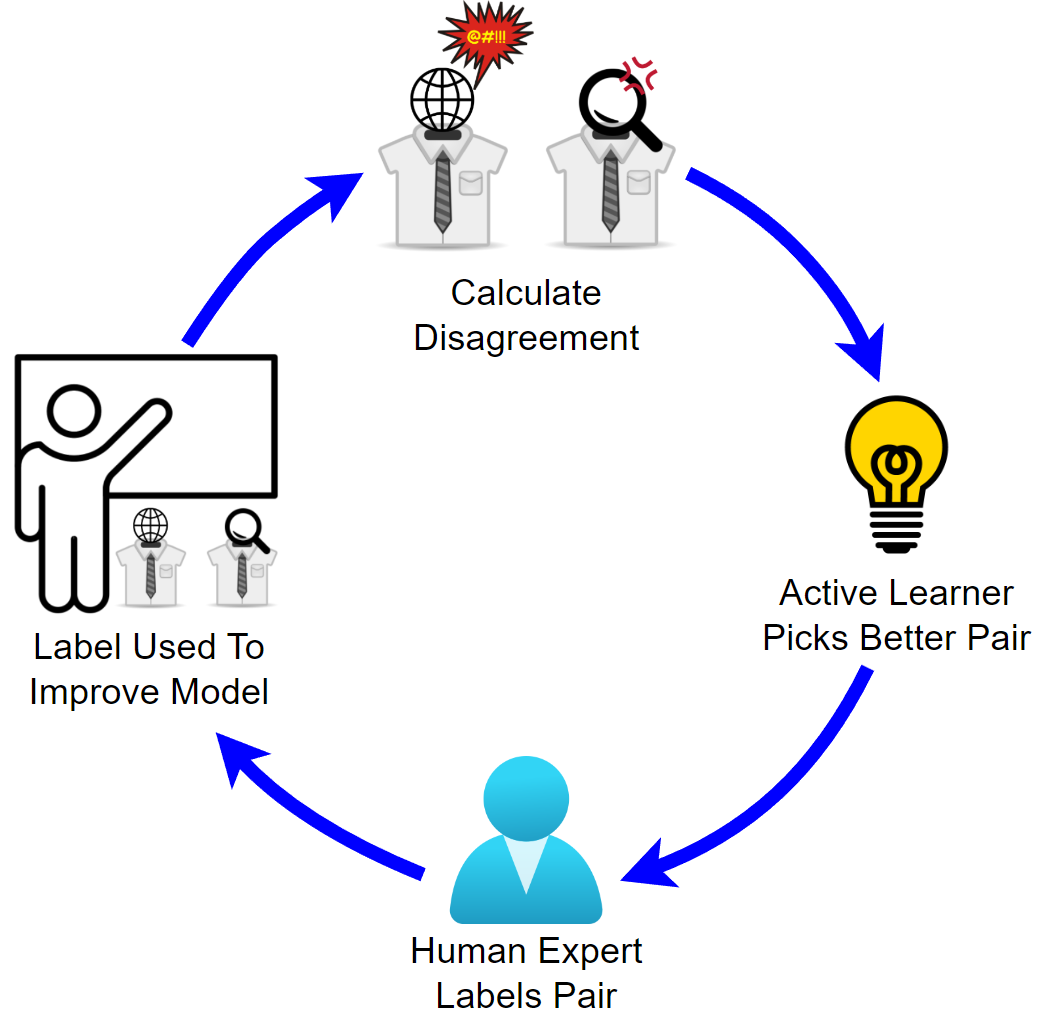 @#!!!
Calculate
Disagreement
Active Learner
Picks Better Pair
Human Expert
Labels Pair
Label Used To
Improve Model